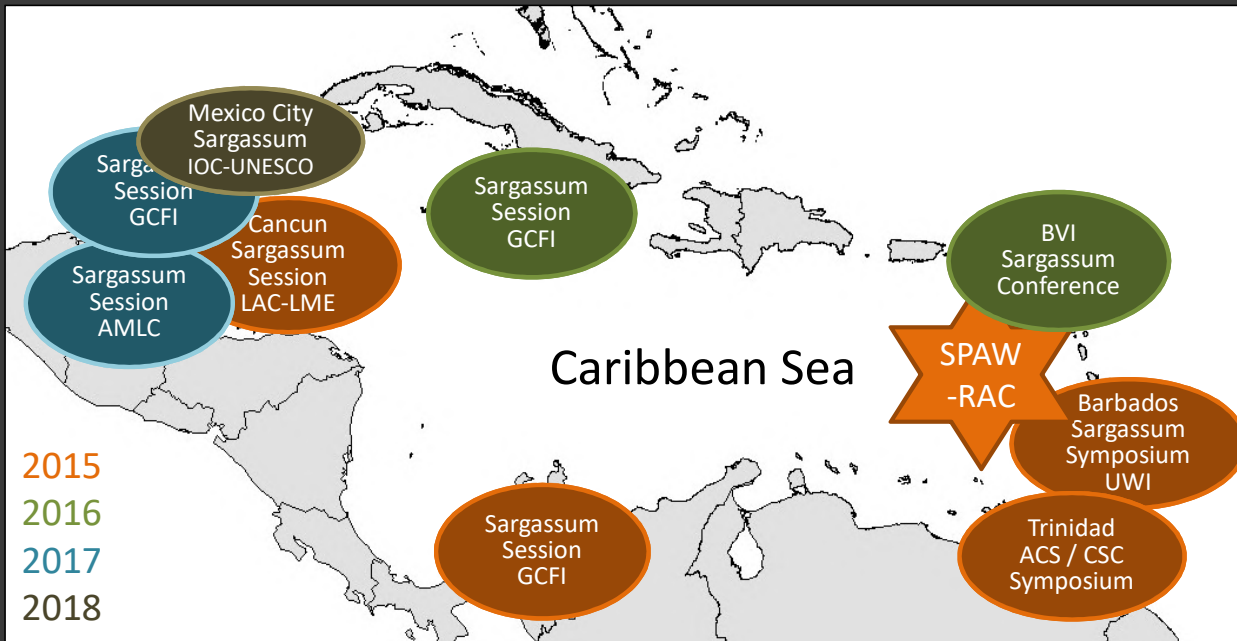 Mexico City
Sargassum
IOC-UNESCO
Session
GCFI
Cancun
Sargassum
Session
LAC-LME
Sargassum
Session
AMLC
Sargassum
Session
GCFI
BVI
Sargassum
Conference
Caribbean Sea
SPAW
-RAC
Barbados
Sargassum
Symposium
UWI
Trinidad
ACS / CSC
Symposium
Sargassum
Session
GCFI
2015
2016
2017
2018